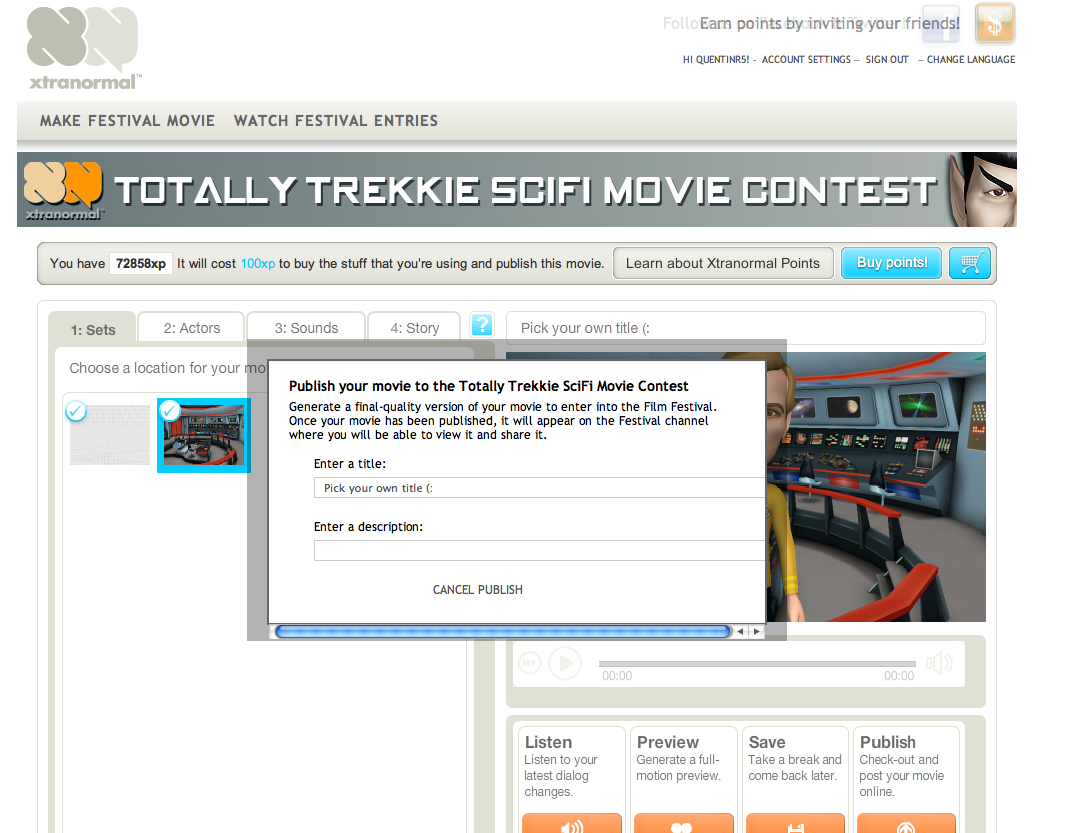 Earn points by inviting your friends!
xtranormal™
HI QUENTINR5! - ACCOUNT SETTINGS – SIGN OUT – CHANGE LANGUAGE
MAKE FESTIVAL MOVIE WATCH FESTIVAL ENTRIES
xtranormal™ TOTALLY TREKKIE SCIFI MOVIE CONTEST
You have 72858xp It will cost 100xp to buy the stuff that you're using and publish this movie. Learn about Xtranormal Points Buy points!
1: Sets 2: Actors 3: Sounds 4: Story ? Pick your own title (:
Choose a location for your mo
Publish your movie to the Totally Trekkie SciFi Movie Contest
Generate a final-quality version of your movie to enter into the Film Festival.
Once your movie has been published, it will appear on the Festival channel
where you will be able to view it and share it.
Enter a title:
Pick your own title (:
Enter a description:
CANCEL PUBLISH
00:00 00:00
Listen
Listen to your
latest dialog
changes.
Preview
Generate a full-
motion preview.
Save
Take a break and
come back later.
Publish
Check-out and
post your movie
online.